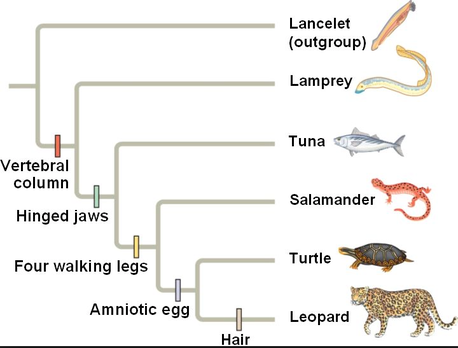 Lancelet
(outgroup)
Lamprey
Tuna
Vertebral
column
Salamander
Hinged jaws
Turtle
Four walking legs
Amniotic egg
Leopard
Hair